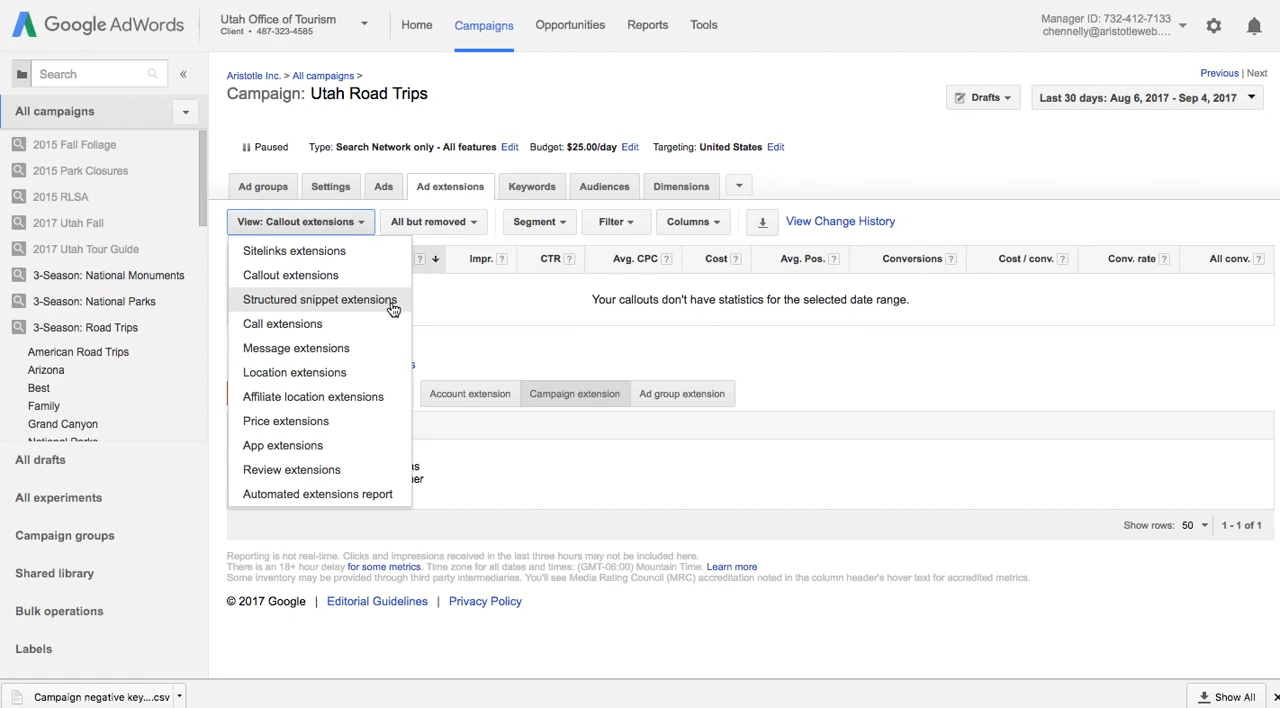 Google AdWords
Utah Office of Tourism
Client • 487-323-4585
Home
Campaigns
Opportunities
Reports
Tools
Manager ID: 732-412-7133
chennelly@aristotleweb....
Search
«
All campaigns
2015 Fall Foliage
2015 Park Closures
2015 RLSA
2017 Utah Fall
2017 Utah Tour Guide
3-Season: National Monuments
3-Season: National Parks
3-Season: Road Trips
American Road Trips
Arizona
Best
Family
Grand Canyon
National Parks
All drafts
All experiments
Campaign groups
Shared library
Bulk operations
Labels
Aristotle Inc. > All campaigns >
Previous | Next
Campaign: Utah Road Trips
Drafts
Last 30 days: Aug 6, 2017 - Sep 4, 2017
Paused Type: Search Network only - All features Edit Budget: $25.00/day Edit Targeting: United States Edit
Ad groups
Settings
Ads
Ad extensions
Keywords
Audiences
Dimensions
View: Callout extensions
All but removed
Segment
Filter
Columns
View Change History
Sitelinks extensions
Callout extensions
Structured snippet extensions
Call extensions
Message extensions
Location extensions
Affiliate location extensions
Price extensions
App extensions
Review extensions
Automated extensions report
? Impr. ? CTR ? Avg. CPC ? Cost ? Avg. Pos. ? Conversions ? Cost / conv. ? Conv. rate ? All conv. ?
Your callouts don't have statistics for the selected date range.
s
Account extension
Campaign extension
Ad group extension
as
her
Show rows: 50 1 - 1 of 1
Reporting is not real-time. Clicks and impressions received in the last three hours may not be included here.
There is an 18+ hour delay for some metrics. Time zone for all dates and times: (GMT-06:00) Mountain Time. Learn more
Some inventory may be provided through third party intermediaries. You'll see Media Rating Council (MRC) accreditation noted in the column header's hover text for accredited metrics.
© 2017 Google | Editorial Guidelines | Privacy Policy
Campaign negative key....csv
Show All